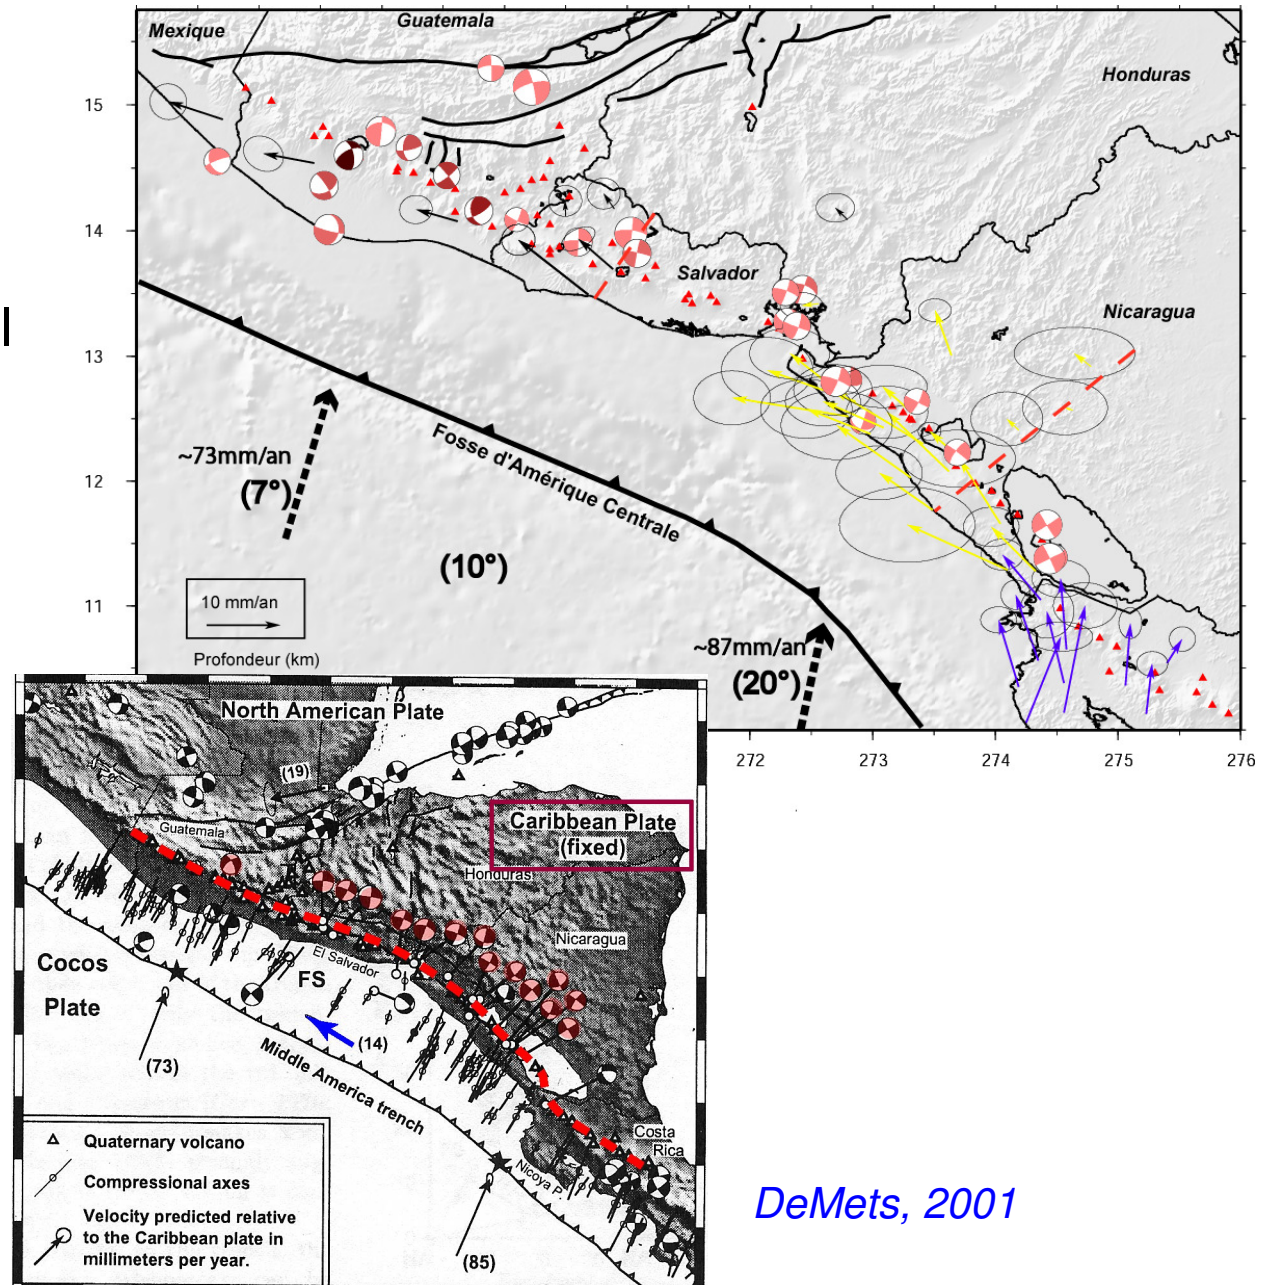 Mexique
Guatemala
Honduras
15
14
Salvador
Nicaragua
13
Fosse d'Amérique Centrale
~73mm/an
(7°)
12
(10°)
11
10 mm/an
Profondeur (km)
~87mm/an
(20°)
272
273
274
275
276
North American Plate
(19)
Guatemala
Caribbean Plate
(fixed)
Honduras
Nicaragua
El Salvador
Cocos
Plate
FS
(14)
(73)
Middle America trench
Costa
Rica
Nicoya P.
(85)
Quaternary volcano
Compressional axes
Velocity predicted relative
to the Caribbean plate in
millimeters per year.
DeMets, 2001